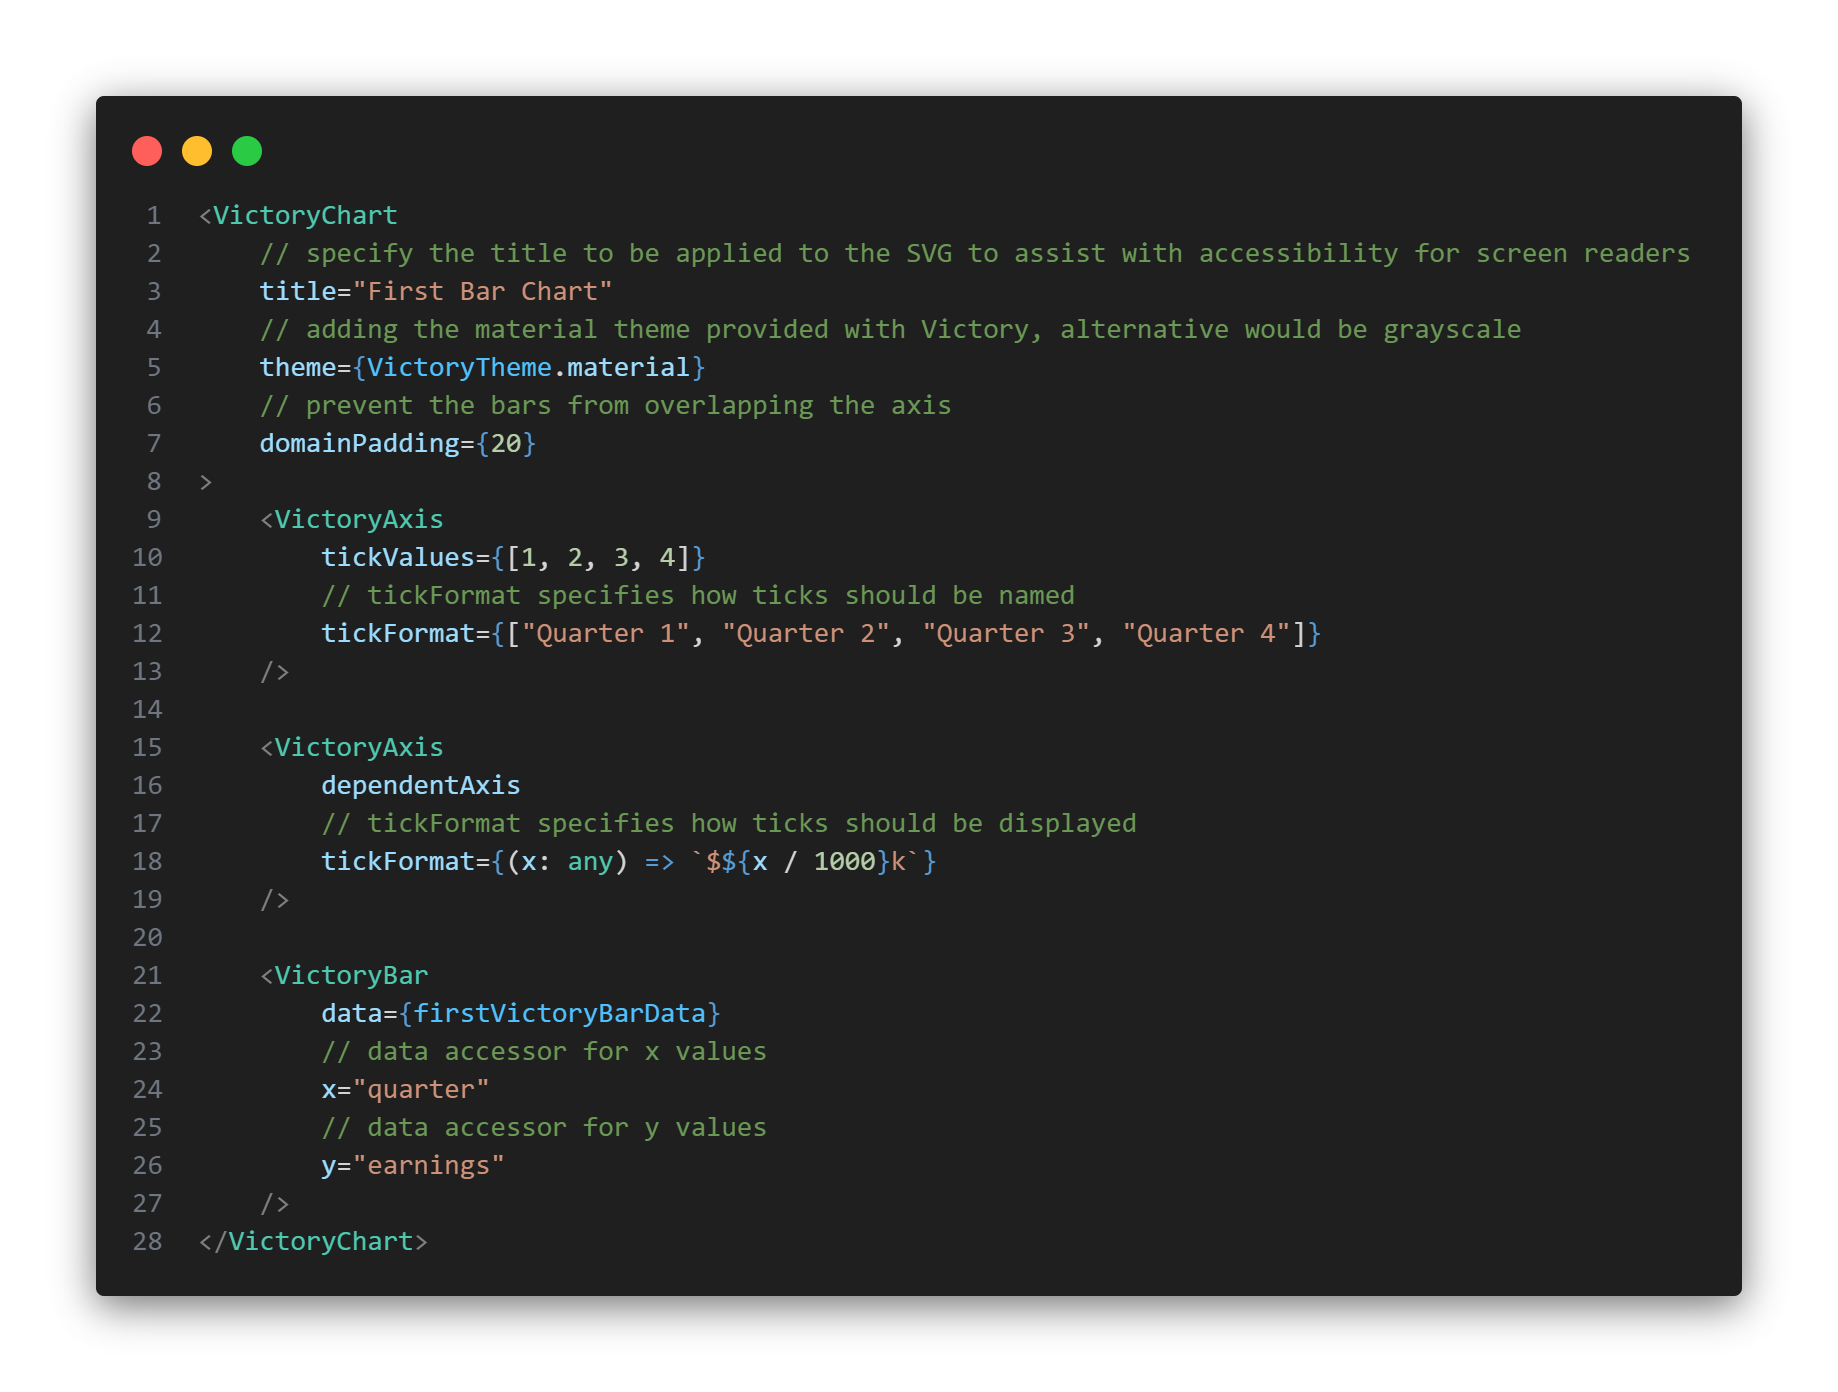 1 <VictoryChart
2     // specify the title to be applied to the SVG to assist with accessibility for screen readers
3     title="First Bar Chart"
4     // adding the material theme provided with Victory, alternative would be grayscale
5     theme={VictoryTheme.material}
6     // prevent the bars from overlapping the axis
7     domainPadding={20}
8 >
9     <VictoryAxis
10         tickValues={[1, 2, 3, 4]}
11         // tickFormat specifies how ticks should be named
12         tickFormat={["Quarter 1", "Quarter 2", "Quarter 3", "Quarter 4"]}
13     />
14
15     <VictoryAxis
16         dependentAxis
17         // tickFormat specifies how ticks should be displayed
18         tickFormat={(x: any) => `$${x / 1000}k`}
19     />
20
21     <VictoryBar
22         data={firstVictoryBarData}
23         // data accessor for x values
24         x="quarter"
25         // data accessor for y values
26         y="earnings"
27     />
28 </VictoryChart>